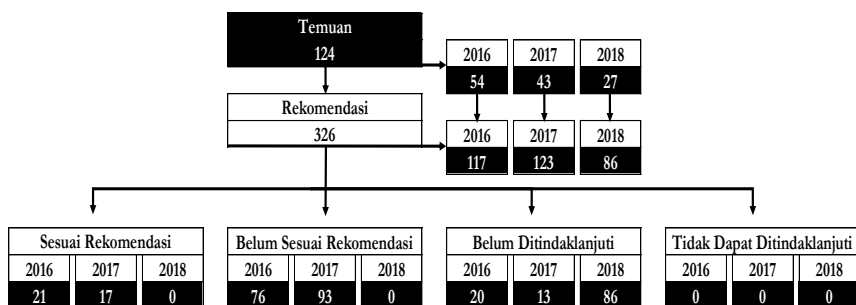 Temuan
124
2016 2017 2018
54 43 27
Rekomendasi
326
2016 2017 2018
117 123 86
Sesuai Rekomendasi
2016 2017 2018
21 17 0
Belum Sesuai Rekomendasi
2016 2017 2018
76 93 0
Belum Ditindaklanjuti
2016 2017 2018
20 13 86
Tidak Dapat Ditindaklanjuti
2016 2017 2018
0 0 0